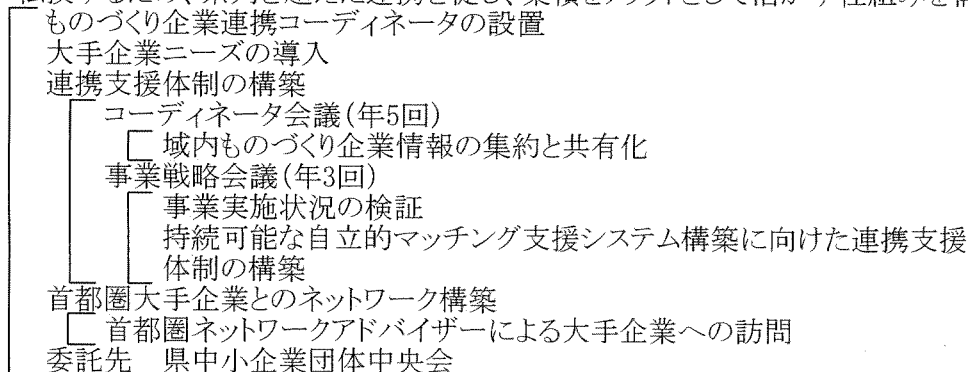 ものづくり企業連携コーディネータの設置
大手企業ニーズの導入
連携支援体制の構築
コーディネータ会議(年5回)
域内ものづくり企業情報の集約と共有化
事業戦略会議(年3回)
事業実施状況の検証
持続可能な自立的マッチング支援システム構築に向けた連携支援
体制の構築
首都圏大手企業とのネットワーク構築
首都圏ネットワークアドバイザーによる大手企業への訪問
委託先　県中小企業団体中央会